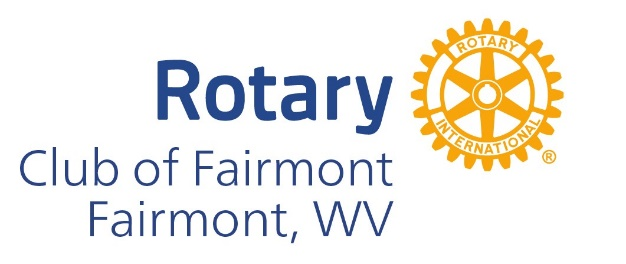 Rotary
Club of Fairmont
Fairmont, WV
ROTARY
INTERNATIONAL
®